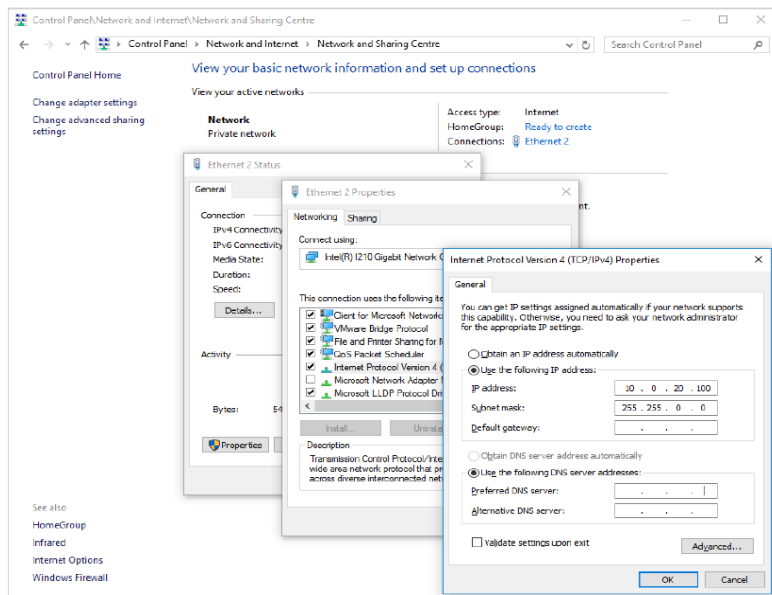 Control Panel\Network and Internet\Network and Sharing Centre
Control Panel > Network and Internet > Network and Sharing Centre
Search Control Panel
Control Panel Home
Change adapter settings
Change advanced sharing
settings
View your basic network information and set up connections
View your active networks
Network
Private network
Access type: Internet
HomeGroup: Ready to create
Connections: Ethernet 2
nt.
Ethernet 2 Status
General
Connection
IPv4 Connectivity
IPv6 Connectivity
Media State:
Duration:
Speed:
Details...
Activity
Bytes: 54
Properties
Ethernet 2 Properties
Networking
Sharing
Connect using:
Intel(R) I210 Gigabit Network C
This connection uses the following ite
Client for Microsoft Networks
VMware Bridge Protocol
File and Printer Sharing for M
QoS Packet Scheduler
Internet Protocol Version 4 (
Microsoft Network Adapter M
Microsoft LLDP Protocol Dri
Install...
Uninsta
Description
Transmission Control Protocol/Inte
wide area network protocol that pr
across diverse interconnected net
Internet Protocol Version 4 (TCP/IPv4) Properties
General
You can get IP settings assigned automatically if your network supports
this capability. Otherwise, you need to ask your network administrator
for the appropriate IP settings.
Obtain an IP address automatically
Use the following IP address:
IP address: 10 . 0 . 20 . 100
Subnet mask: 255 . 255 . 0 . 0
Default gateway: . . .
Obtain DNS server address automatically
Use the following DNS server addresses:
Preferred DNS server: . . .
Alternative DNS server: . . .
Validate settings upon exit
Advanced...
OK
Cancel
See also
HomeGroup
Infrared
Internet Options
Windows Firewall